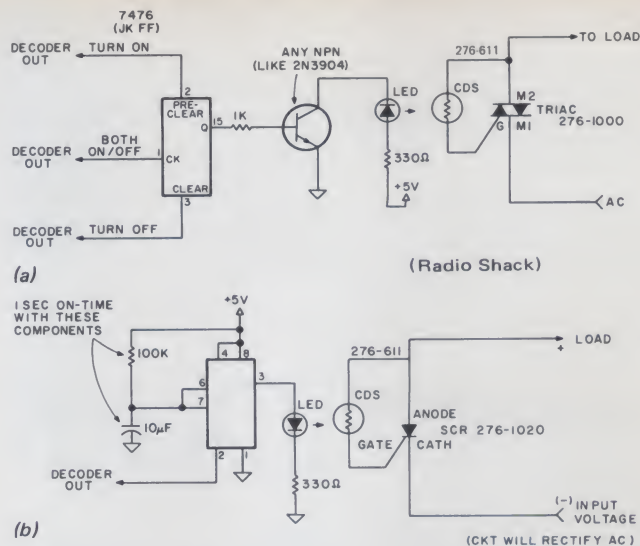 7476
(JK FF)
DECODER
OUT
TURN ON
2
PRE-
CLEAR
Q
15
1K
ANY NPN
(LIKE 2N3904)
LED
330Ω
+5V
276-611
CDS
TO LOAD
M2
TRIAC
276-1000
G
M1
AC
DECODER
OUT
BOTH
ON/OFF
1
CK
CLEAR
3
DECODER
OUT
TURN OFF
(a)
(Radio Shack)
1 SEC ON-TIME
WITH THESE
COMPONENTS
+5V
100K
4
8
6
7
3
10µF
2
1
DECODER
OUT
LED
330Ω
276-611
CDS
LOAD
+
ANODE
SCR 276-1020
GATE
CATH
(-) INPUT
VOLTAGE
(b)
(CKT WILL RECTIFY AC)